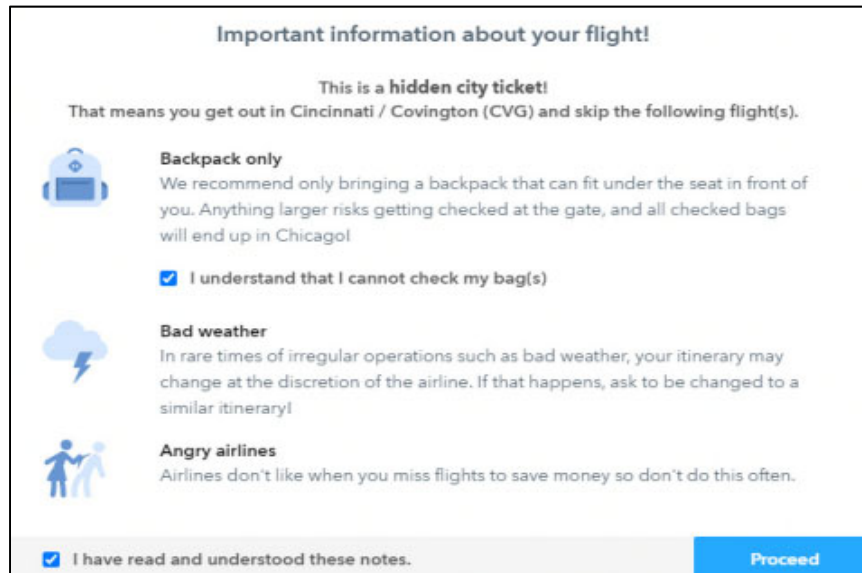 Important information about your flight!
This is a hidden city ticket!
That means you get out in Cincinnati / Covington (CVG) and skip the following flight(s).
Backpack only
We recommend only bringing a backpack that can fit under the seat in front of
you. Anything larger risks getting checked at the gate, and all checked bags
will end up in Chicago!
I understand that I cannot check my bag(s)
Bad weather
In rare times of irregular operations such as bad weather, your itinerary may
change at the discretion of the airline. If that happens, ask to be changed to a
similar itinerary!
Angry airlines
Airlines don't like when you miss flights to save money so don't do this often.
I have read and understood these notes.
Proceed